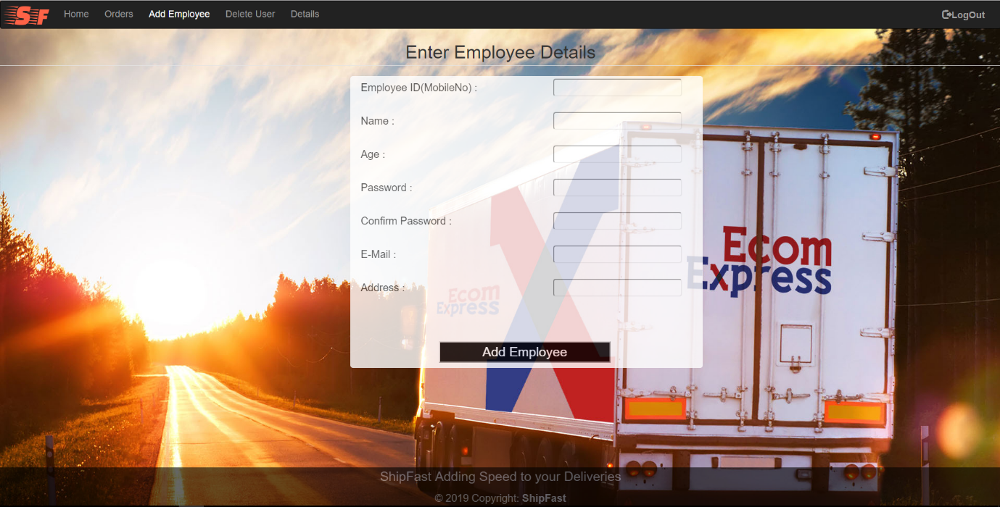 SF Home Orders Add Employee Delete User Details LogOut
Enter Employee Details
Employee ID(MobileNo) :
Name :
Age :
Password :
Confirm Password :
E-Mail :
Address :
Ecom
Express
Ecom
Express
Add Employee
ShipFast Adding Speed to your Deliveries
© 2019 Copyright: ShipFast